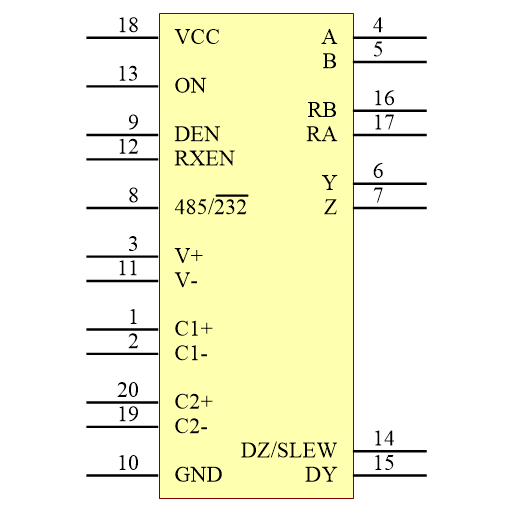 18 VCC A 4
B 5
13 ON
RB 16
9 DEN RA 17
12 RXEN
Y 6
8 485/232 Z 7
3 V+
11 V-
1 C1+
2 C1-
20 C2+
19 C2-
DZ/SLEW 14
10 GND DY 15